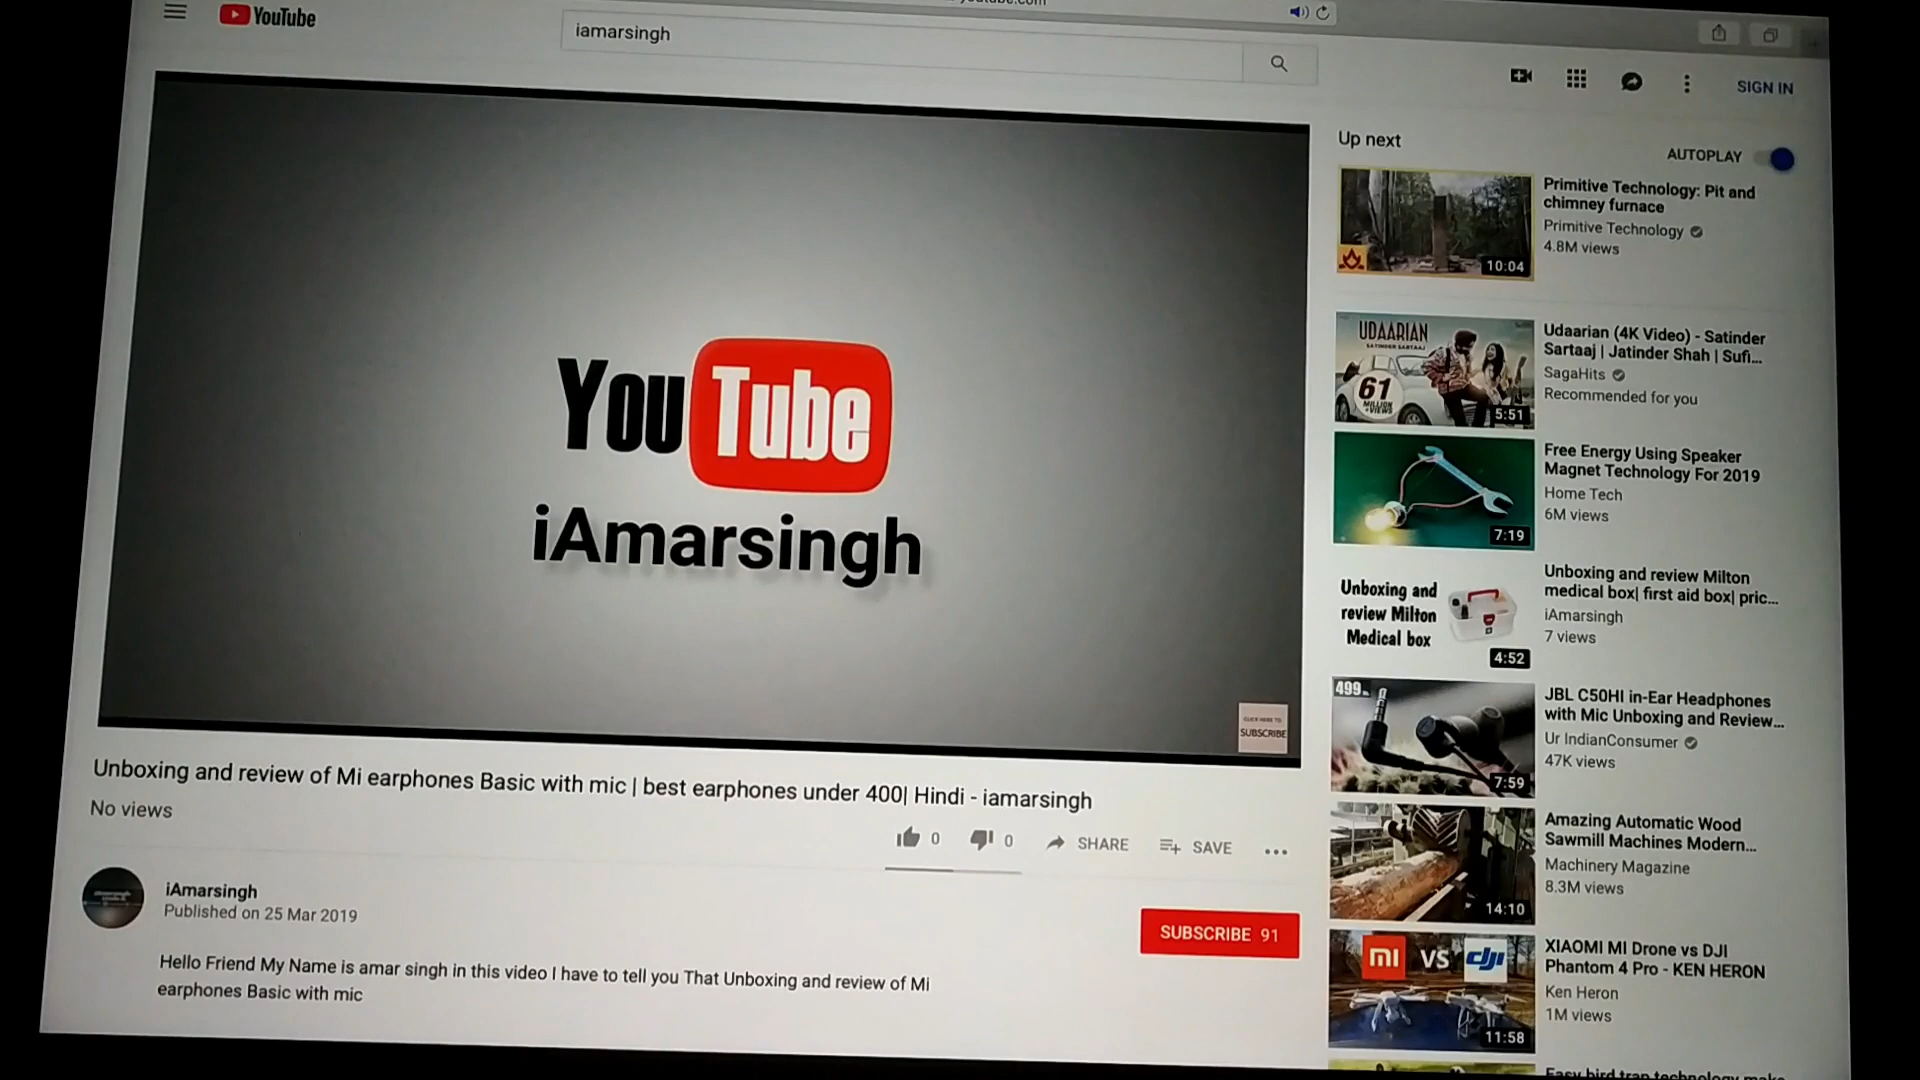 YouTube
iamarsingh
SIGN IN
YouTube
iAmarsingh
CLICK HERE TO
SUBSCRIBE
Unboxing and review of Mi earphones Basic with mic | best earphones under 400| Hindi - iamarsingh
No views
0
0
SHARE
SAVE
iAmarsingh
Published on 25 Mar 2019
SUBSCRIBE 91
Hello Friend My Name is amar singh in this video I have to tell you That Unboxing and review of Mi
earphones Basic with mic
Up next
AUTOPLAY
10:04
Primitive Technology: Pit and
chimney furnace
Primitive Technology
4.8M views
UDAARIAN
SATINDER SARTAAJ
61
MILLION
+VIEWS
5:51
Udaarian (4K Video) - Satinder
Sartaaj | Jatinder Shah | Sufi...
SagaHits
Recommended for you
7:19
Free Energy Using Speaker
Magnet Technology For 2019
Home Tech
6M views
Unboxing and
review Milton
Medical box
4:52
Unboxing and review Milton
medical box| first aid box| pric...
iAmarsingh
7 views
499
7:59
JBL C50HI in-Ear Headphones
with Mic Unboxing and Review...
Ur IndianConsumer
47K views
14:10
Amazing Automatic Wood
Sawmill Machines Modern...
Machinery Magazine
8.3M views
MI VS dji
11:58
XIAOMI MI Drone vs DJI
Phantom 4 Pro - KEN HERON
Ken Heron
1M views